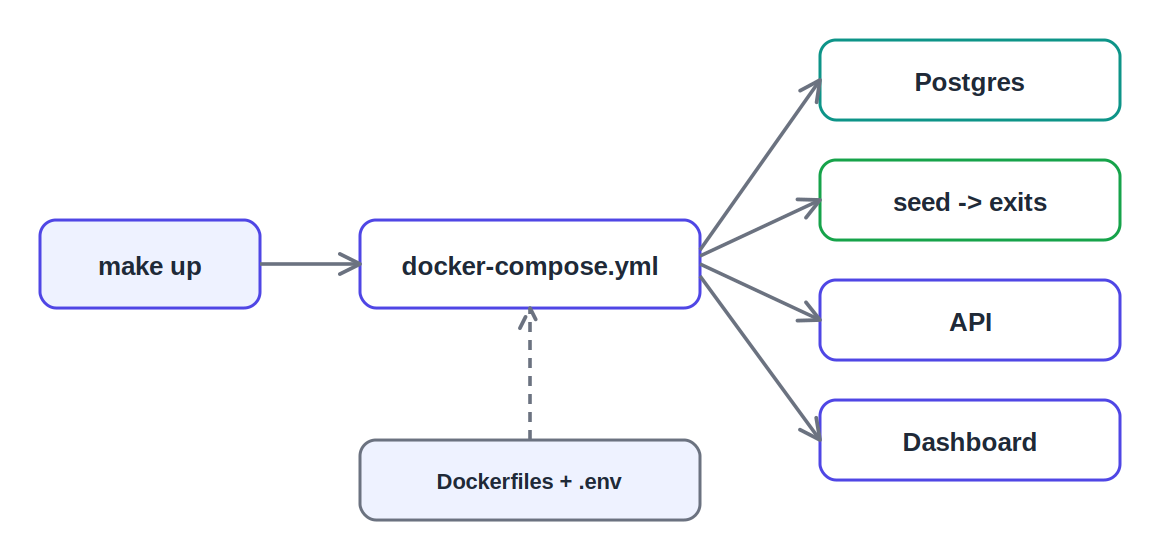 make up
docker-compose.yml
Dockerfiles + .env
Postgres
seed -> exits
API
Dashboard